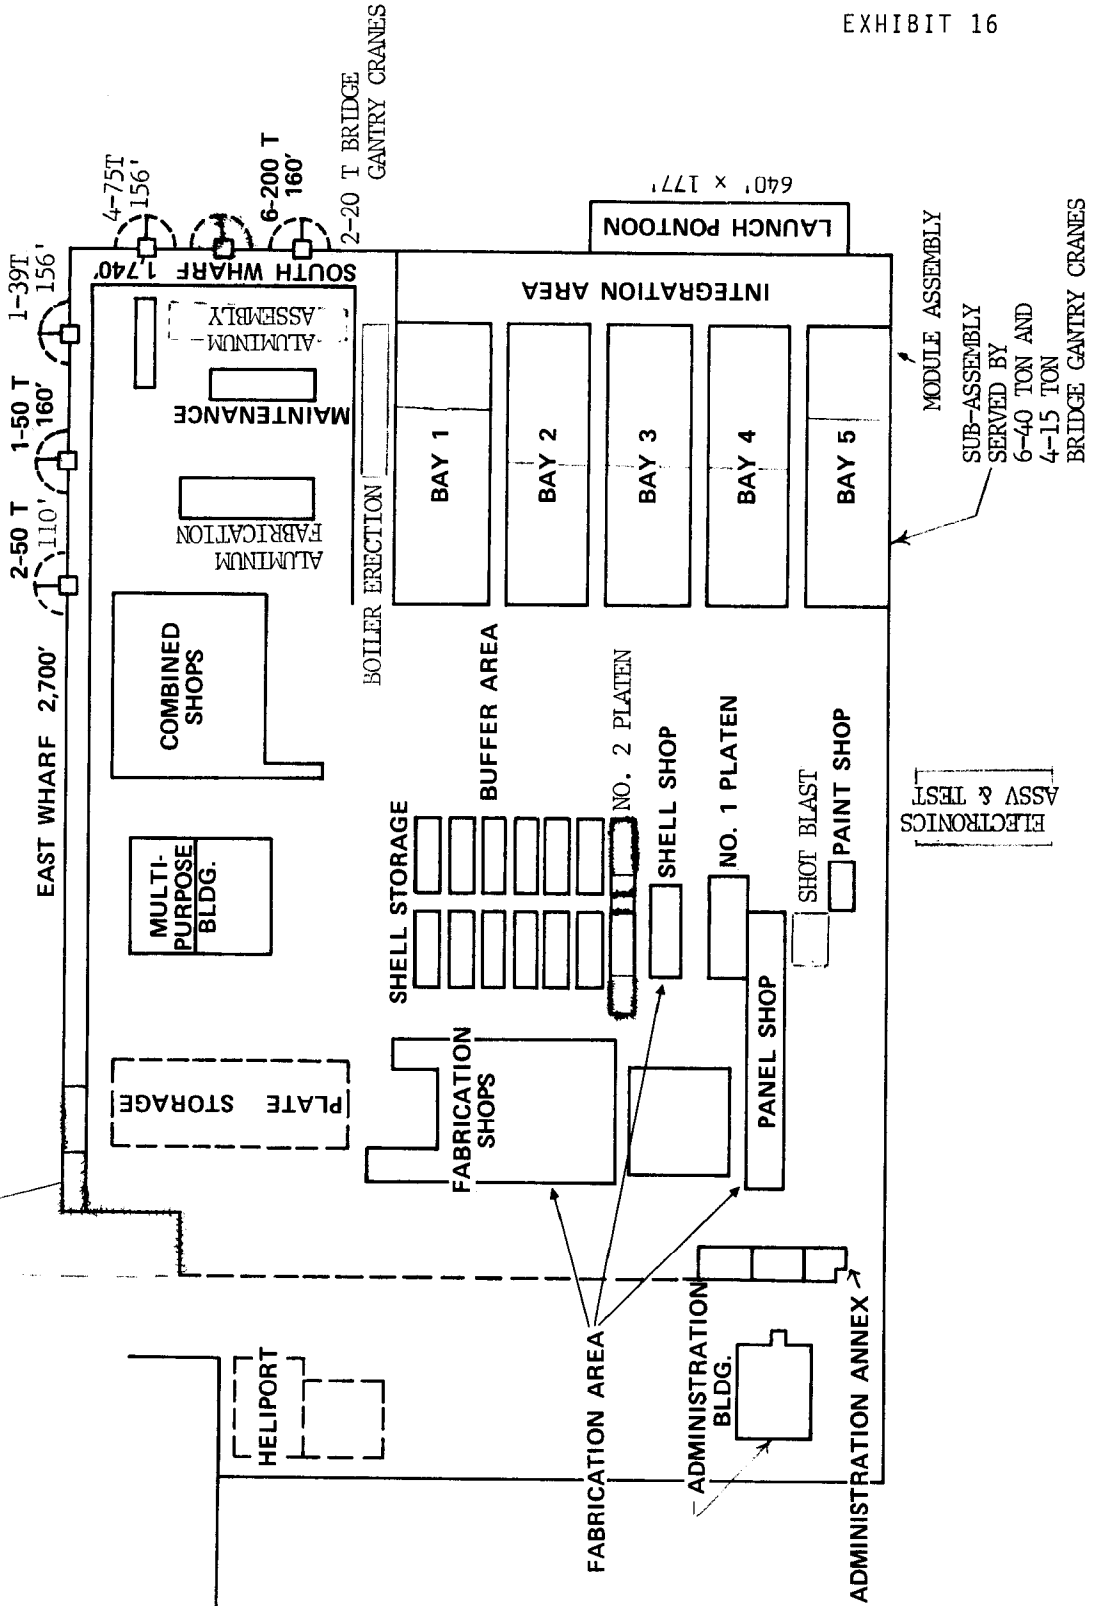 EXHIBIT 16
2-50 T
110'
1-50 T
160'
1-39T
156'
4-75T
156'
6-200 T
160'
2-20 T BRIDGE
GANTRY CRANES
EAST WHARF 2,700'
SOUTH WHARF 1,740'
ALUMINUM
ASSEMBLY
MAINTENANCE
ALUMINUM
FABRICATION
COMBINED
SHOPS
MULTI-
PURPOSE
BLDG.
PLATE STORAGE
HELIPORT
BOILER ERECTION
BAY 1
BAY 2
BAY 3
BAY 4
BAY 5
INTEGRATION AREA
LAUNCH PONTOON
640' x 177'
BUFFER AREA
SHELL STORAGE
NO. 2 PLATEN
SHELL SHOP
NO. 1 PLATEN
PAINT SHOP
SHOT BLAST
PANEL SHOP
FABRICATION
SHOPS
FABRICATION AREA
ADMINISTRATION
BLDG.
ADMINISTRATION ANNEX
MODULE ASSEMBLY
SUB-ASSEMBLY
SERVED BY
6-40 TON AND
4-15 TON
BRIDGE GANTRY CRANES
ELECTRONICS
ASSY & TEST